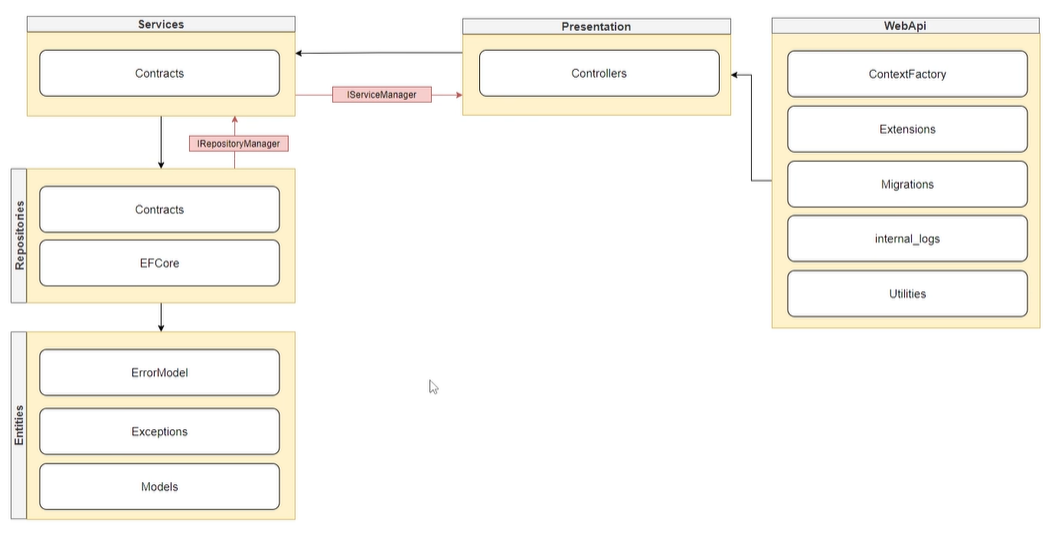 Services
Contracts
IServiceManager
IRepositoryManager
Repositories
Contracts
EFCore
Entities
ErrorModel
Exceptions
Models
Presentation
Controllers
WebApi
ContextFactory
Extensions
Migrations
internal_logs
Utilities